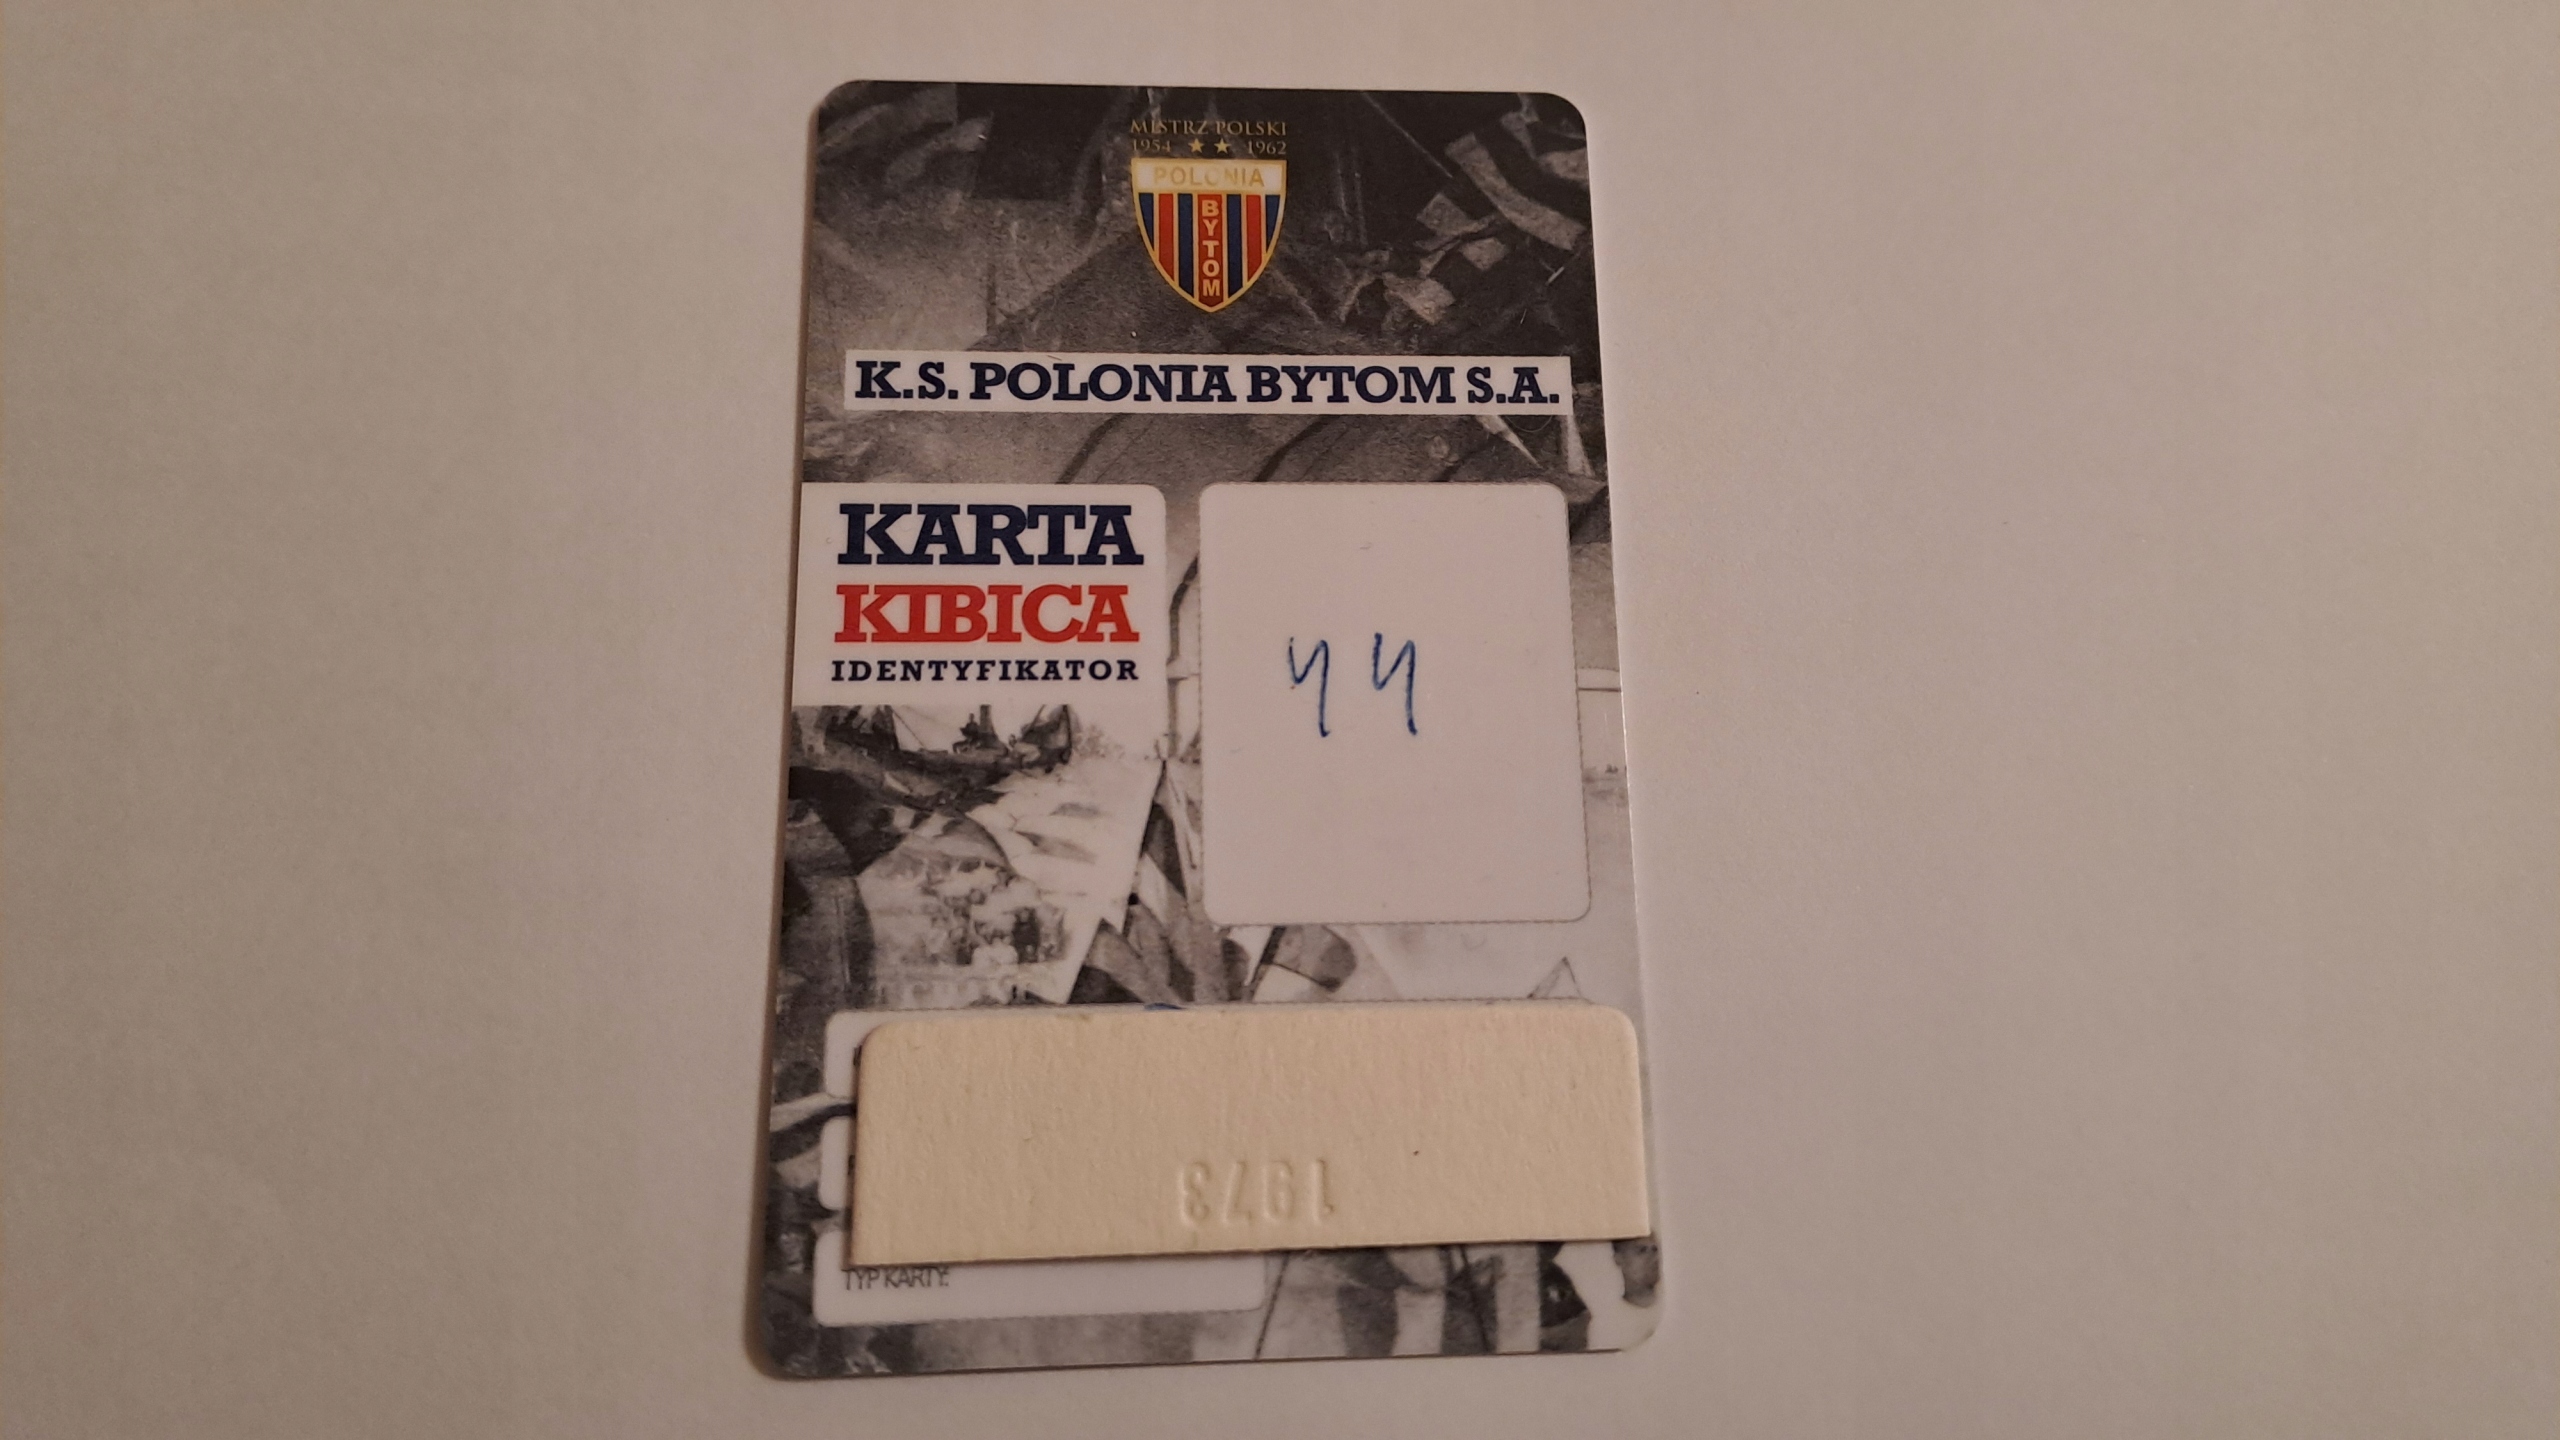 MISTRZ POLSKI
1954 ★★ 1962
POLONIA
BYTOM
K.S. POLONIA BYTOM S.A.
KARTA
KIBICA
IDENTYFIKATOR
44
1973
TYP KARTY: